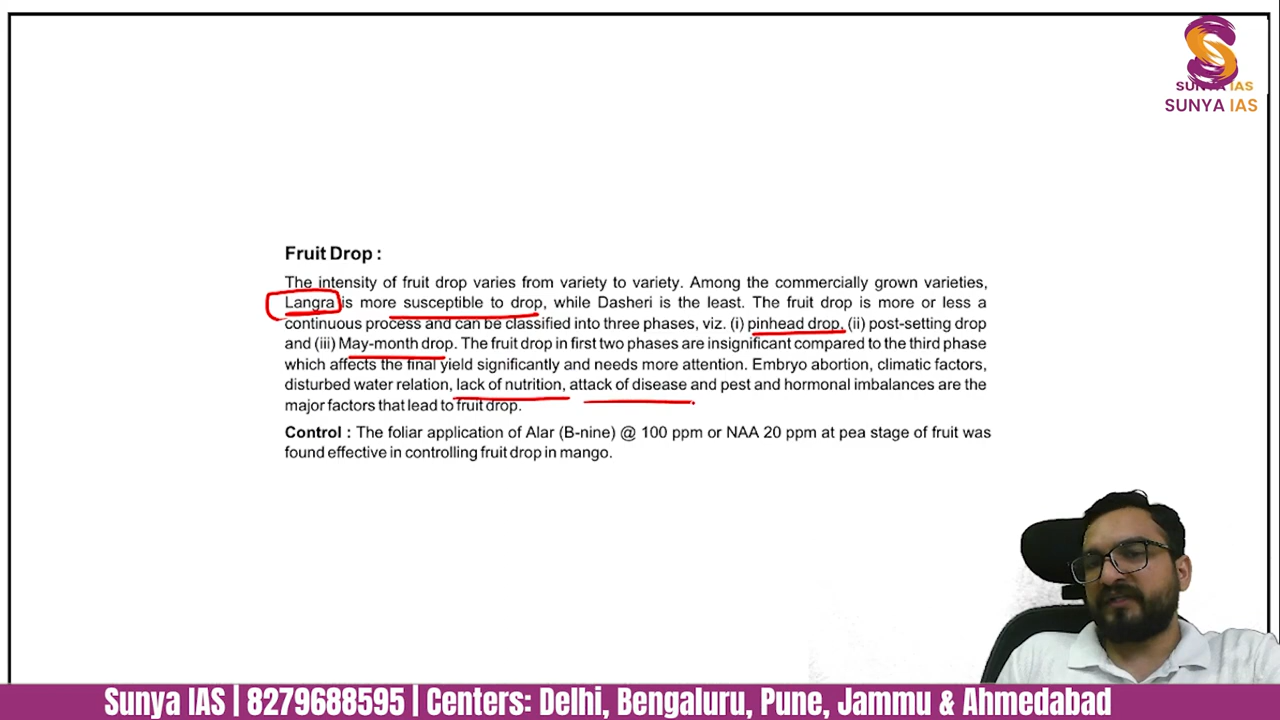 SUNYA IAS
SUNYA IAS
Fruit Drop :
The intensity of fruit drop varies from variety to variety. Among the commercially grown varieties,
Langra is more susceptible to drop, while Dasheri is the least. The fruit drop is more or less a
continuous process and can be classified into three phases, viz. (i) pinhead drop, (ii) post-setting drop
and (iii) May-month drop. The fruit drop in first two phases are insignificant compared to the third phase
which affects the final yield significantly and needs more attention. Embryo abortion, climatic factors,
disturbed water relation, lack of nutrition, attack of disease and pest and hormonal imbalances are the
major factors that lead to fruit drop.
Control : The foliar application of Alar (B-nine) @ 100 ppm or NAA 20 ppm at pea stage of fruit was
found effective in controlling fruit drop in mango.
Sunya IAS | 8279688595 | Centers: Delhi, Bengaluru, Pune, Jammu & Ahmedabad